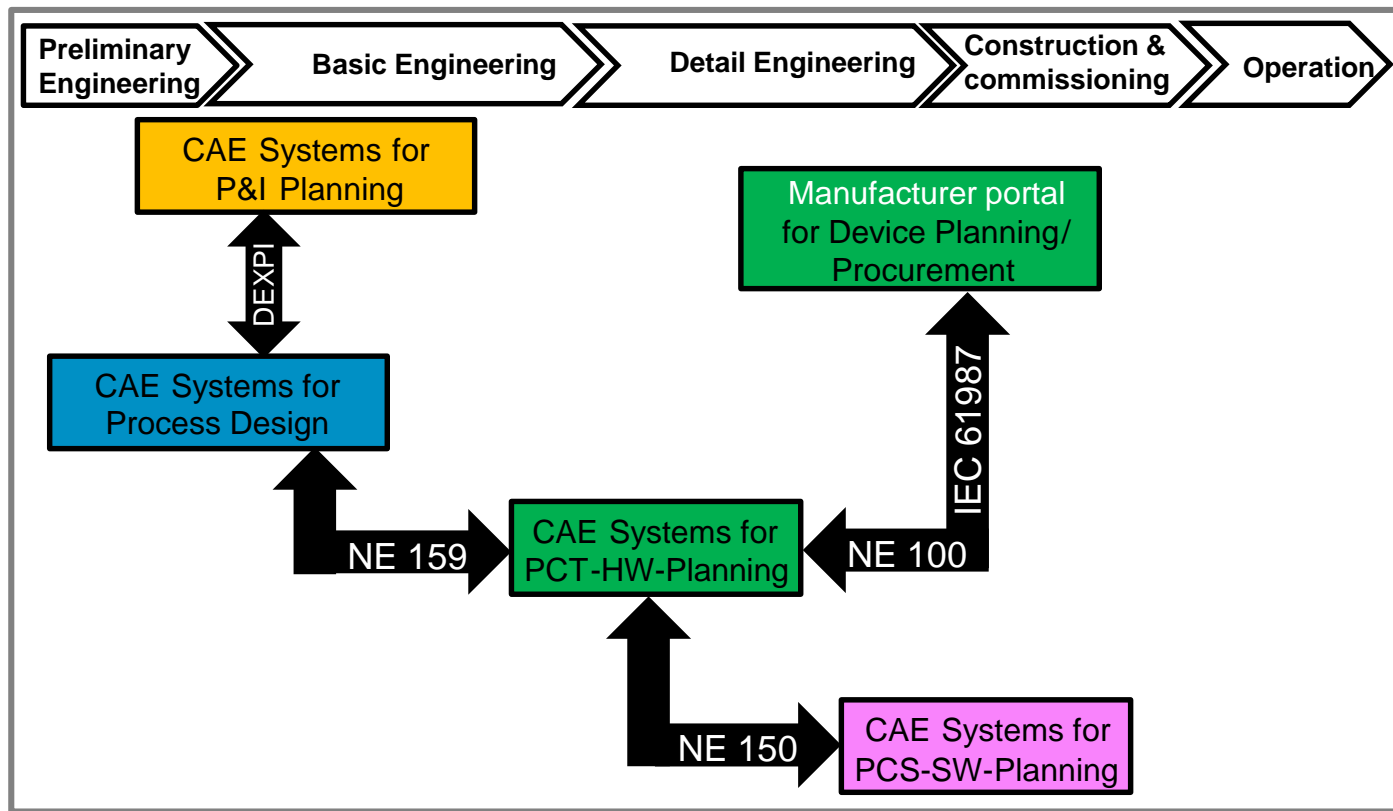 Preliminary
Engineering
Basic Engineering
Detail Engineering
Construction &
commissioning
Operation
CAE Systems for
P&I Planning
Manufacturer portal
for Device Planning/
Procurement
DEXPI
CAE Systems for
Process Design
IEC 61987
NE 159
CAE Systems for
PCT-HW-Planning
NE 100
NE 150
CAE Systems for
PCS-SW-Planning